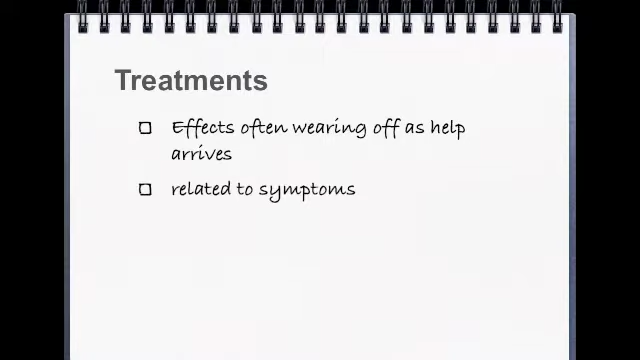 Treatments
Effects often wearing off as help
arrives
related to symptoms